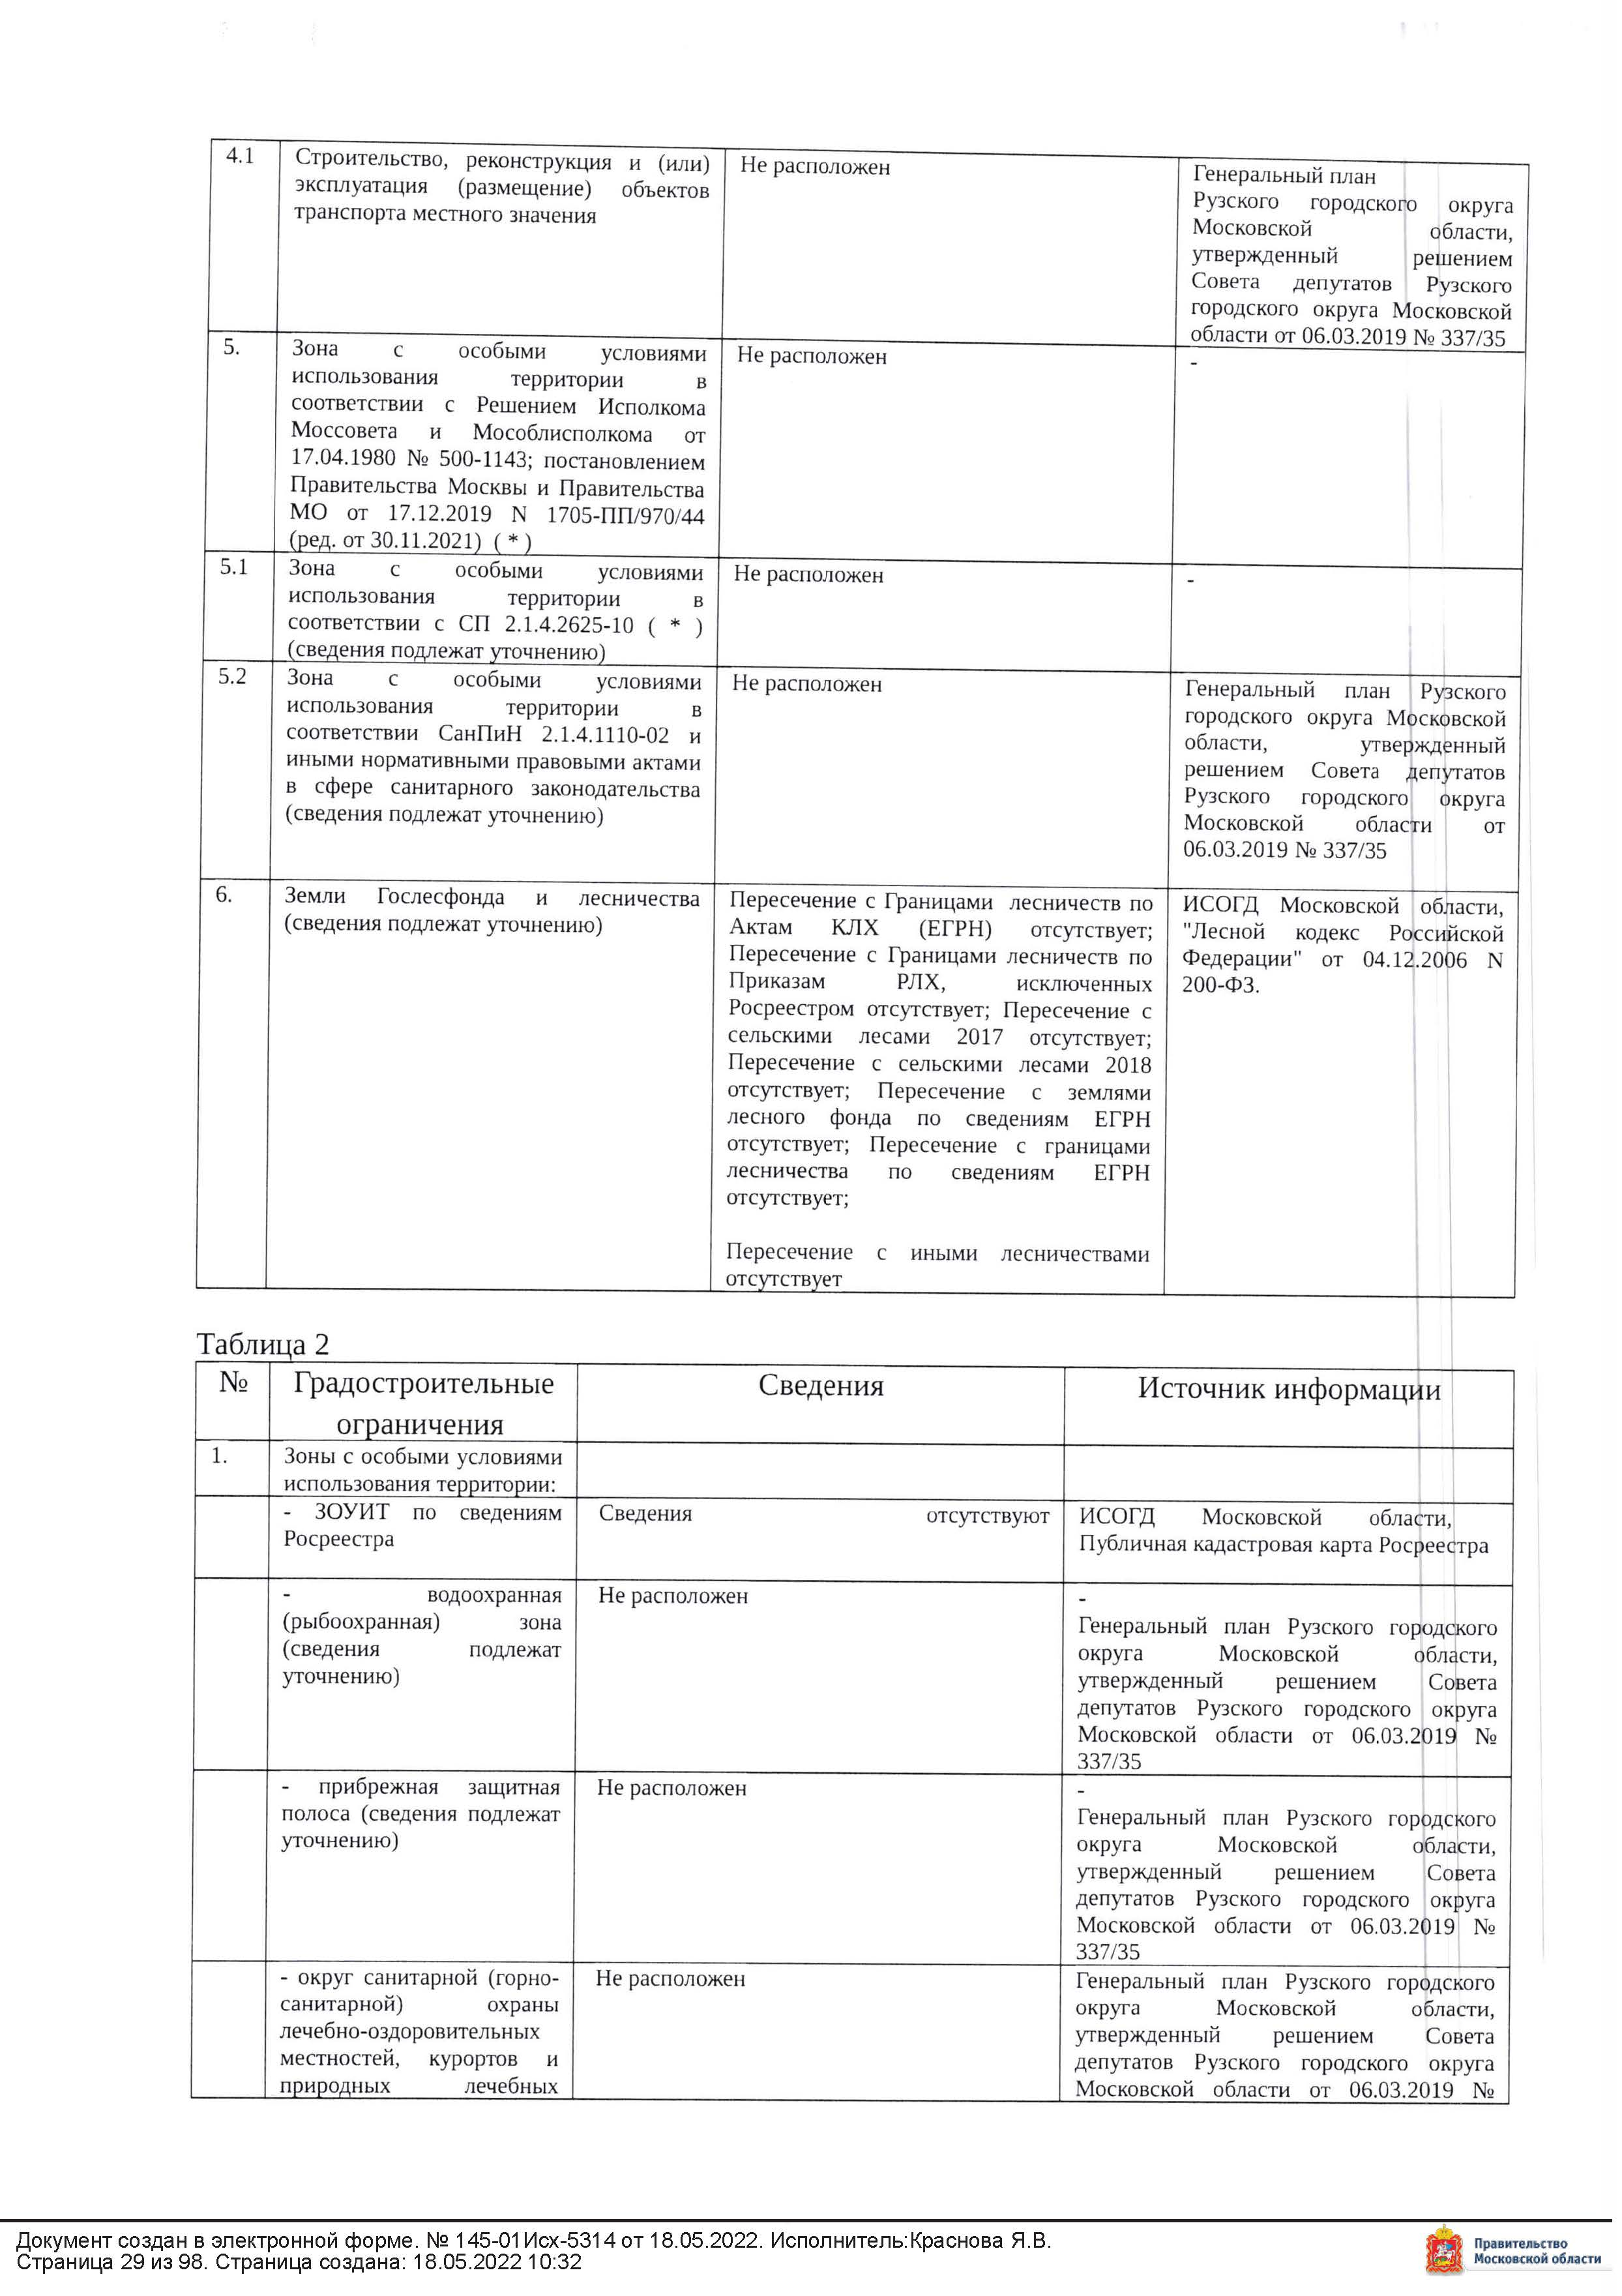 4.1
Строительство, реконструкция и (или)
эксплуатация (размещение) объектов
транспорта местного значения
Не расположен
Генеральный план
Рузского городского округа
Московской области,
утвержденный решением
Совета депутатов Рузского
городского округа Московской
области от 06.03.2019 № 337/35
5.
Зона с особыми условиями
использования территории в
соответствии с Решением Исполкома
Моссовета и Мособлисполкома от
17.04.1980 № 500-1143; постановлением
Правительства Москвы и Правительства
МО от 17.12.2019 N 1705-ПП/970/44
(ред. от 30.11.2021) ( * )
Не расположен
-
5.1
Зона с особыми условиями
использования территории в
соответствии с СП 2.1.4.2625-10 ( * )
(сведения подлежат уточнению)
Не расположен
-
5.2
Зона с особыми условиями
использования территории в
соответствии СанПиН 2.1.4.1110-02 и
иными нормативными правовыми актами
в сфере санитарного законодательства
(сведения подлежат уточнению)
Не расположен
Генеральный план Рузского
городского округа Московской
области, утвержденный
решением Совета депутатов
Рузского городского округа
Московской области от
06.03.2019 № 337/35
6.
Земли Гослесфонда и лесничества
(сведения подлежат уточнению)
Пересечение с Границами лесничеств по
Актам КЛХ (ЕГРН) отсутствует;
Пересечение с Границами лесничеств по
Приказам РЛХ, исключенных
Росреестром отсутствует; Пересечение с
сельскими лесами 2017 отсутствует;
Пересечение с сельскими лесами 2018
отсутствует; Пересечение с землями
лесного фонда по сведениям ЕГРН
отсутствует; Пересечение с границами
лесничества по сведениям ЕГРН
отсутствует;
Пересечение с иными лесничествами
отсутствует
ИСОГД Московской области,
"Лесной кодекс Российской
Федерации" от 04.12.2006 N
200-ФЗ.
Таблица 2
№
Градостроительные
ограничения
Сведения
Источник информации
1.
Зоны с особыми условиями
использования территории:
- ЗОУИТ по сведениям
Росреестра
Сведения отсутствуют
ИСОГД Московской области,
Публичная кадастровая карта Росреестра
- водоохранная
(рыбоохранная) зона
(сведения подлежат
уточнению)
Не расположен
-
Генеральный план Рузского городского
округа Московской области,
утвержденный решением Совета
депутатов Рузского городского округа
Московской области от 06.03.2019 №
337/35
- прибрежная защитная
полоса (сведения подлежат
уточнению)
Не расположен
-
Генеральный план Рузского городского
округа Московской области,
утвержденный решением Совета
депутатов Рузского городского округа
Московской области от 06.03.2019 №
337/35
- округ санитарной (горно-
санитарной) охраны
лечебно-оздоровительных
местностей, курортов и
природных лечебных
Не расположен
Генеральный план Рузского городского
округа Московской области,
утвержденный решением Совета
депутатов Рузского городского округа
Московской области от 06.03.2019 №
Документ создан в электронной форме. № 145-01Исх-5314 от 18.05.2022. Исполнитель:Краснова Я.В.
Страница 29 из 98. Страница создана: 18.05.2022 10:32
Правительство
Московской области